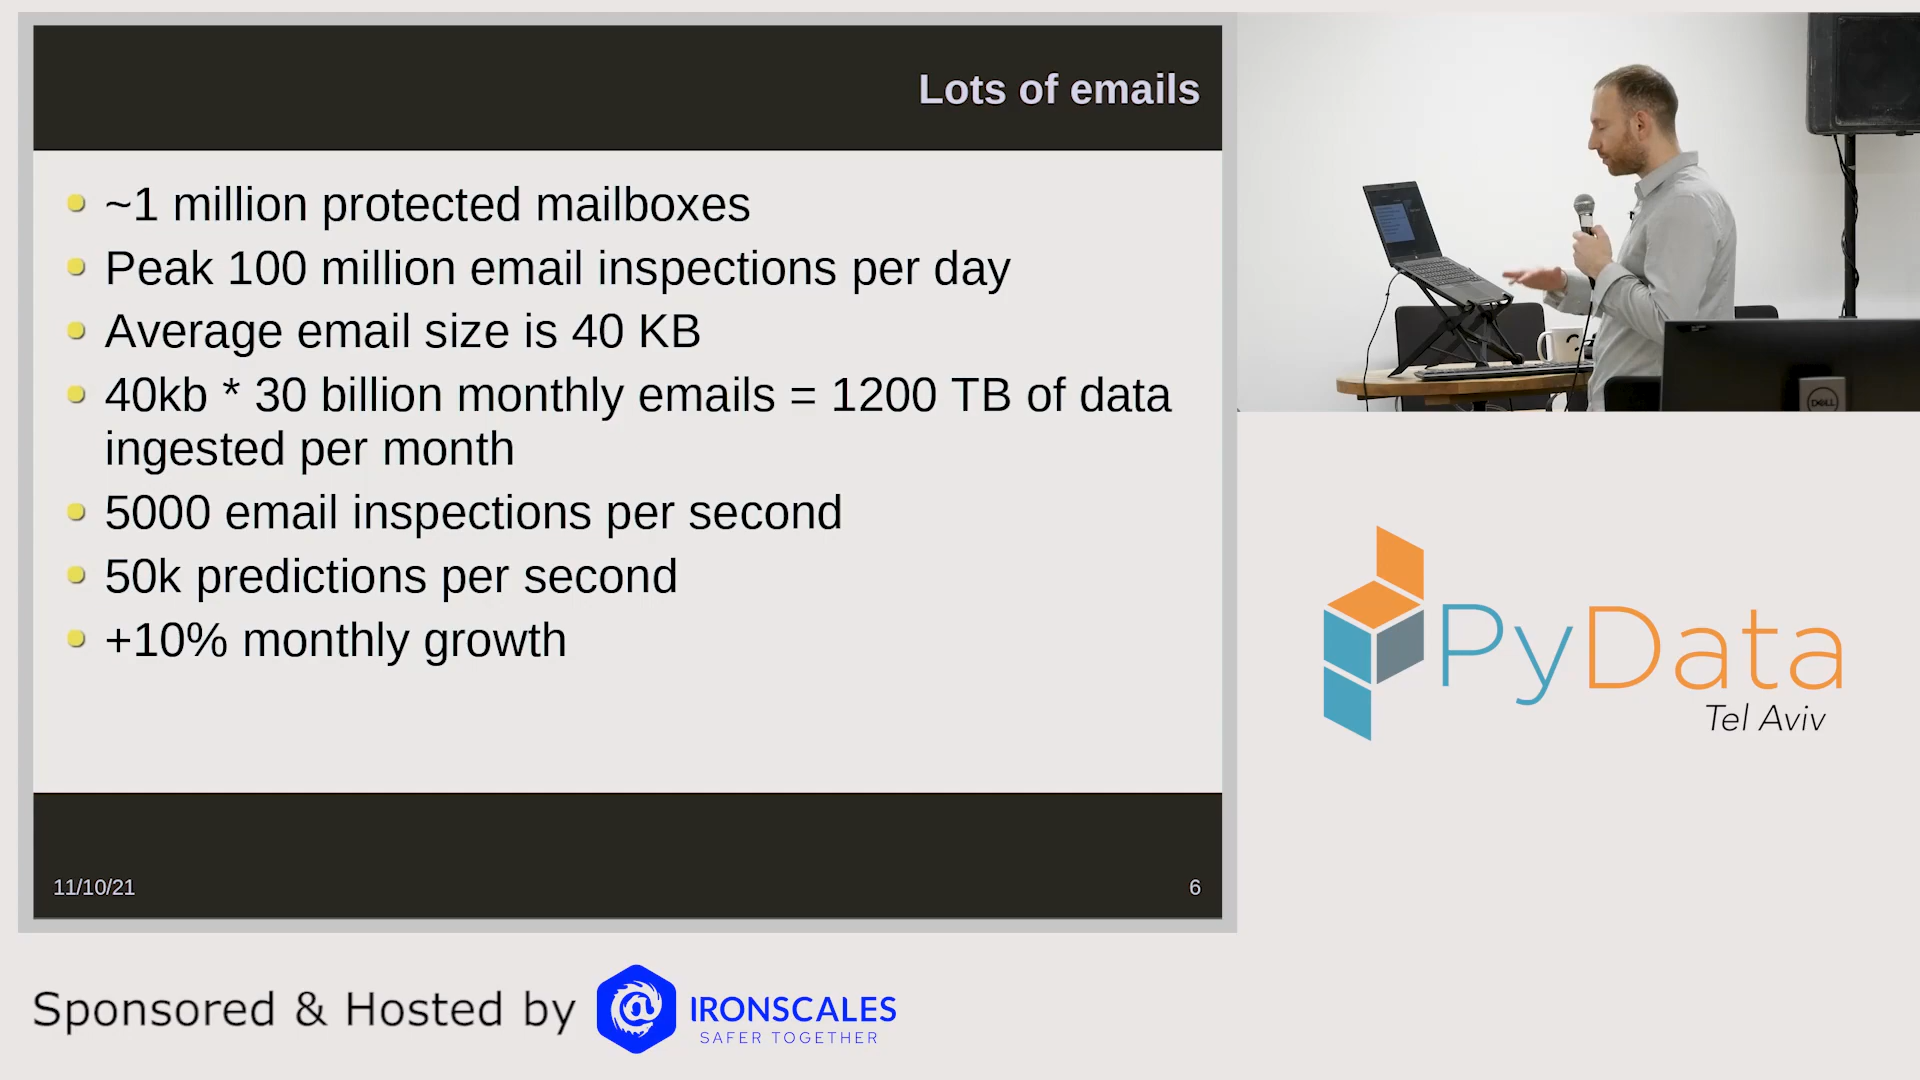 Lots of emails
~1 million protected mailboxes
Peak 100 million email inspections per day
Average email size is 40 KB
40kb * 30 billion monthly emails = 1200 TB of data
ingested per month
5000 email inspections per second
50k predictions per second
+10% monthly growth
11/10/21
6
DELL
PyData
Tel Aviv
Sponsored & Hosted by
IRONSCALES
SAFER TOGETHER